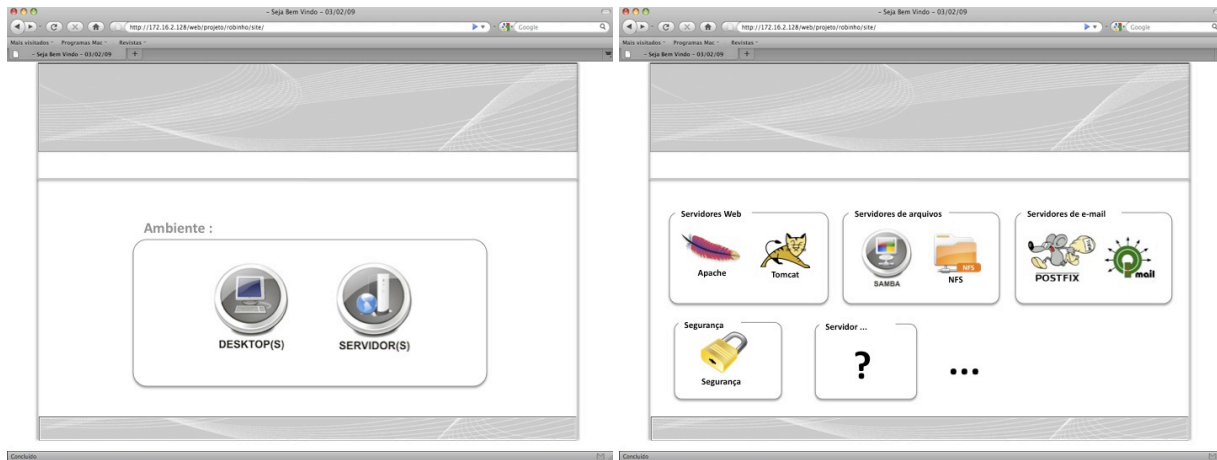 - Seja Bem Vindo - 03/02/09
http://172.16.2.128/web/projeto/robinho/site/
Google
Mais visitados Programas Mac Revistas
- Seja Bem Vindo - 03/02/09
Ambiente :
DESKTOP(S) SERVIDOR(S)
Concluído
- Seja Bem Vindo - 03/02/09
http://172.16.2.128/web/projeto/robinho/site/
Google
Mais visitados Programas Mac Revistas
- Seja Bem Vindo - 03/02/09
Servidores Web Servidores de arquivos Servidores de e-mail
Apache Tomcat SAMBA NFS NFS POSTFIX Qmail
Segurança Servidor ...
Segurança ? ...
Concluído